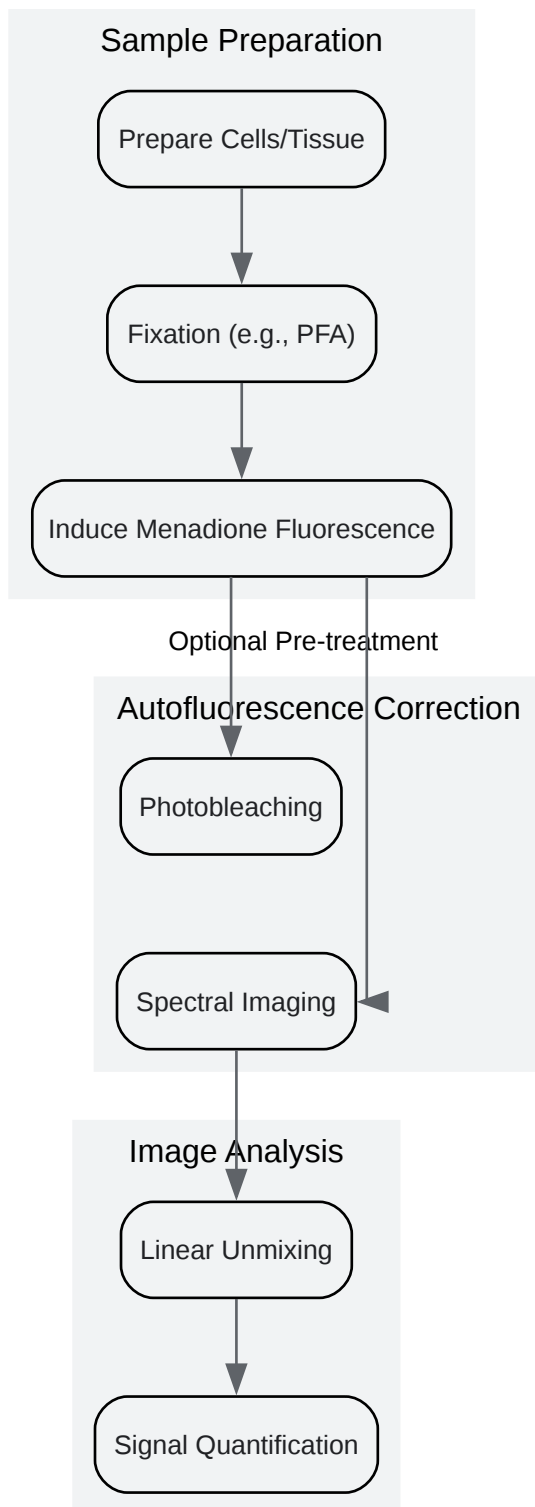 Sample Preparation
Prepare Cells/Tissue
Fixation (e.g., PFA)
Induce Menadione Fluorescence
Optional Pre-treatment
Autofluorescence Correction
Photobleaching
Spectral Imaging
Image Analysis
Linear Unmixing
Signal Quantification